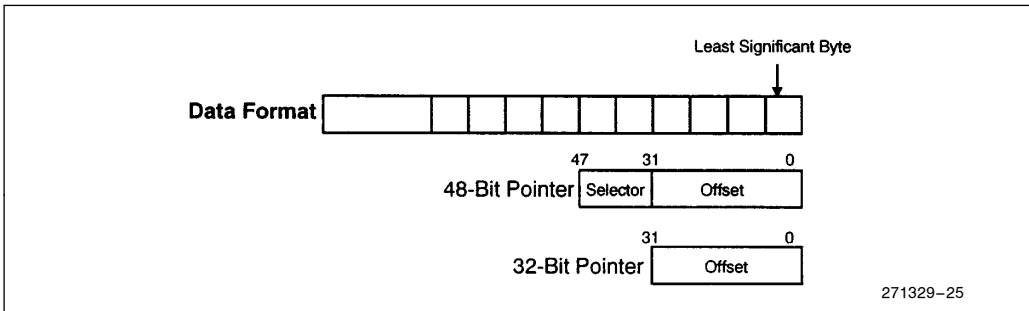 Least Significant Byte
Data Format
47 31 0
48-Bit Pointer Selector Offset
31 0
32-Bit Pointer Offset
271329–25